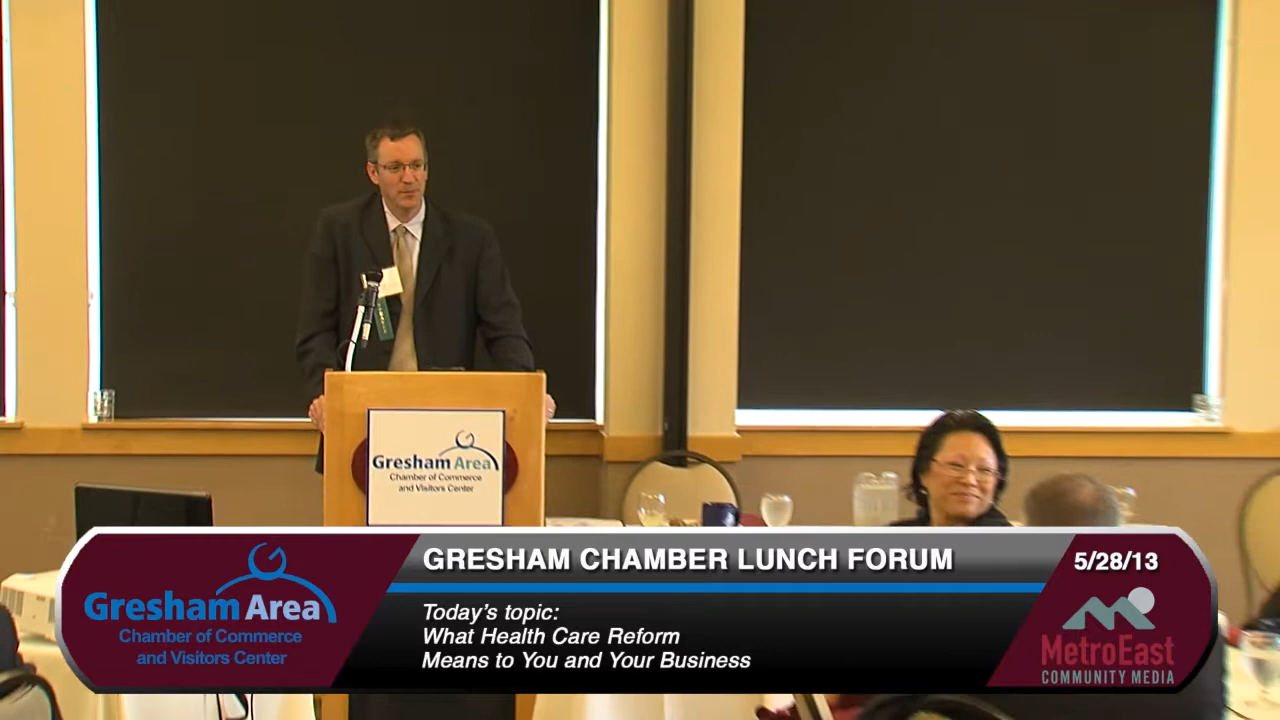 Gresham Area
Chamber of Commerce
and Visitors Center
GRESHAM CHAMBER LUNCH FORUM
5/28/13
Gresham Area
Chamber of Commerce
and Visitors Center
Today's topic:
What Health Care Reform
Means to You and Your Business
MetroEast
COMMUNITY MEDIA